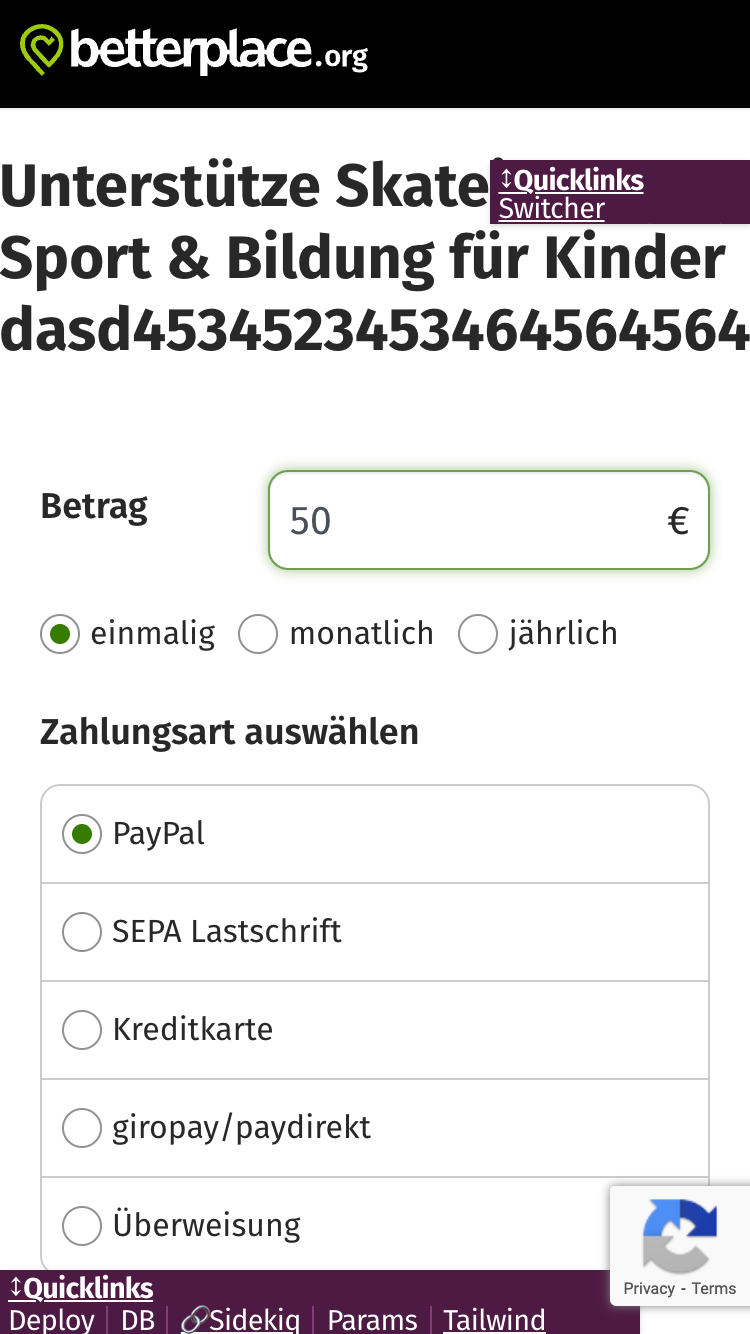 betterplace.org
Unterstütze Skate
↕Quicklinks
Switcher
Sport & Bildung für Kinder
dasd4534523453464564564
Betrag
50 €
einmalig monatlich jährlich
Zahlungsart auswählen
PayPal
SEPA Lastschrift
Kreditkarte
giropay/paydirekt
Überweisung
Privacy - Terms
↕Quicklinks
Deploy | DB | 🔗Sidekiq | Params | Tailwind